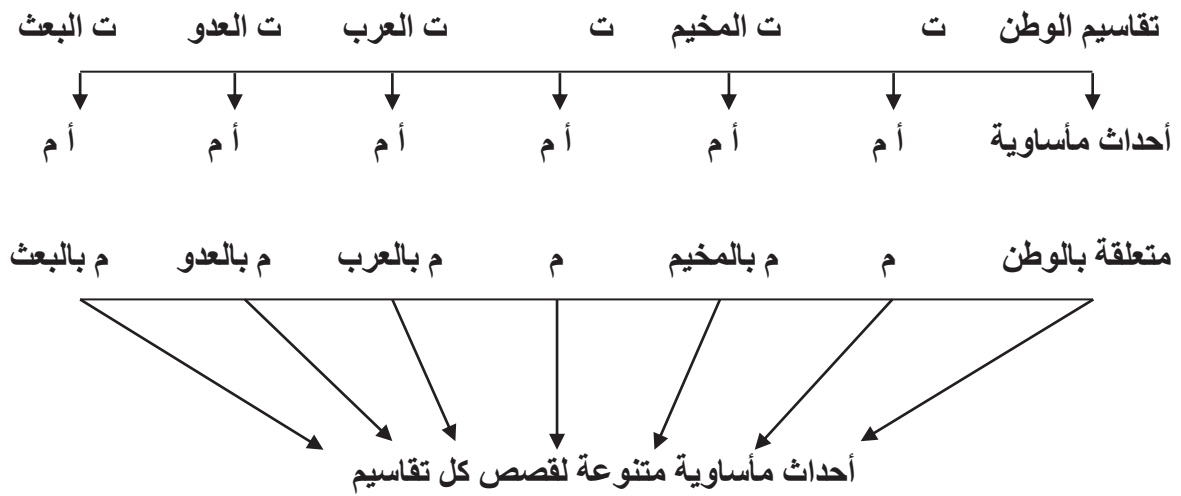 تقاسيم الوطن ت ت المخيم ت ت العرب ت العدو ت البعث
أحداث مأساوية أ م أ م أ م أ م أ م أ م
متعلقة بالوطن م م بالمخيم م م بالعرب م بالعدو م بالبعث
أحداث مأساوية متنوعة لقصص كل تقاسيم